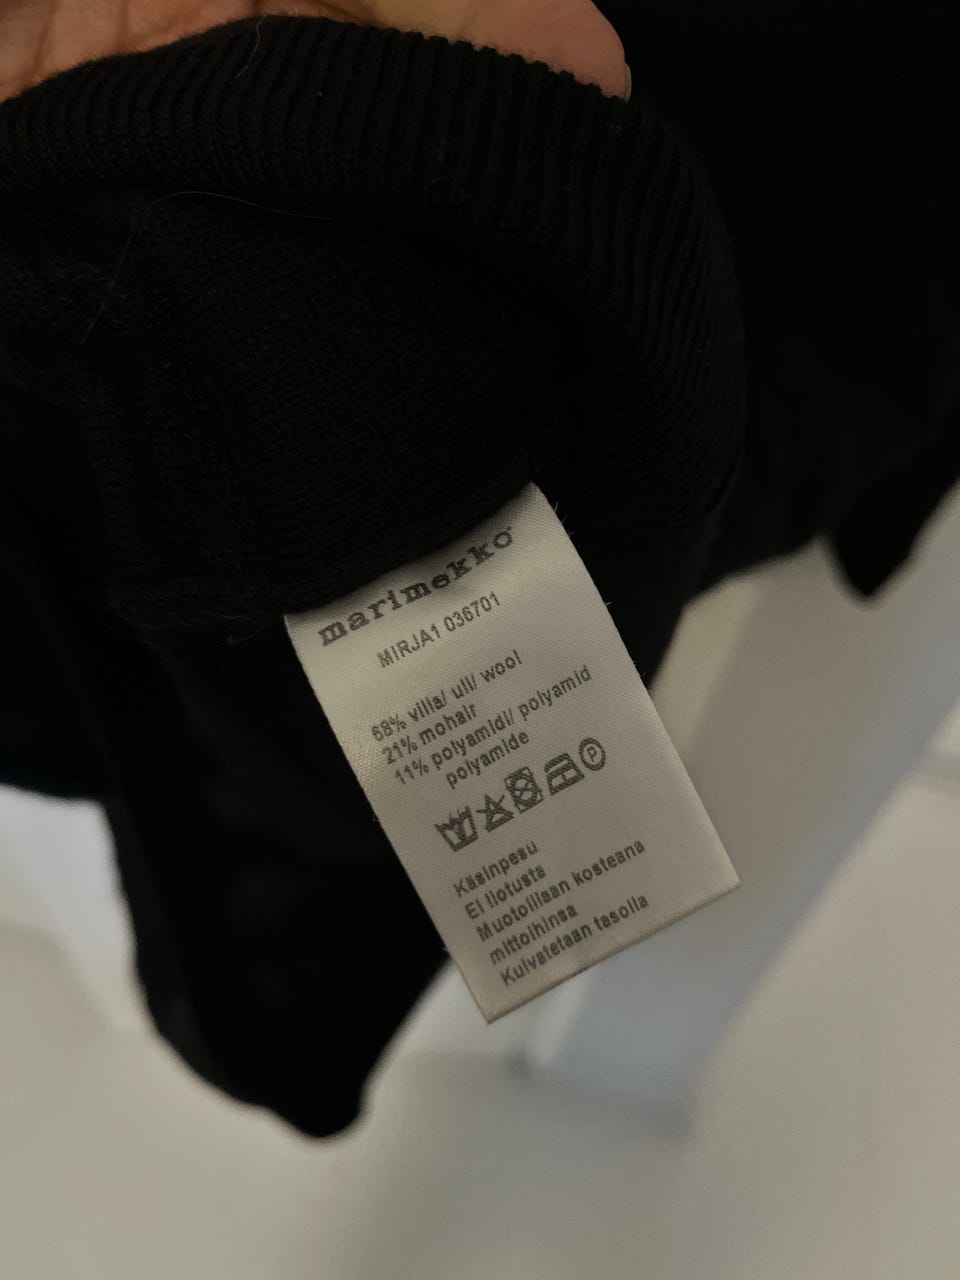 marimekko
MIRJA1 036701
68% villa/ ull/ wool
21% mohair
11% polyamidi/ polyamid
polyamide
P
Käsinpesu
Ei liotusta
Muotoillaan kosteana
mittoihinsa
Kuivatetaan tasolla